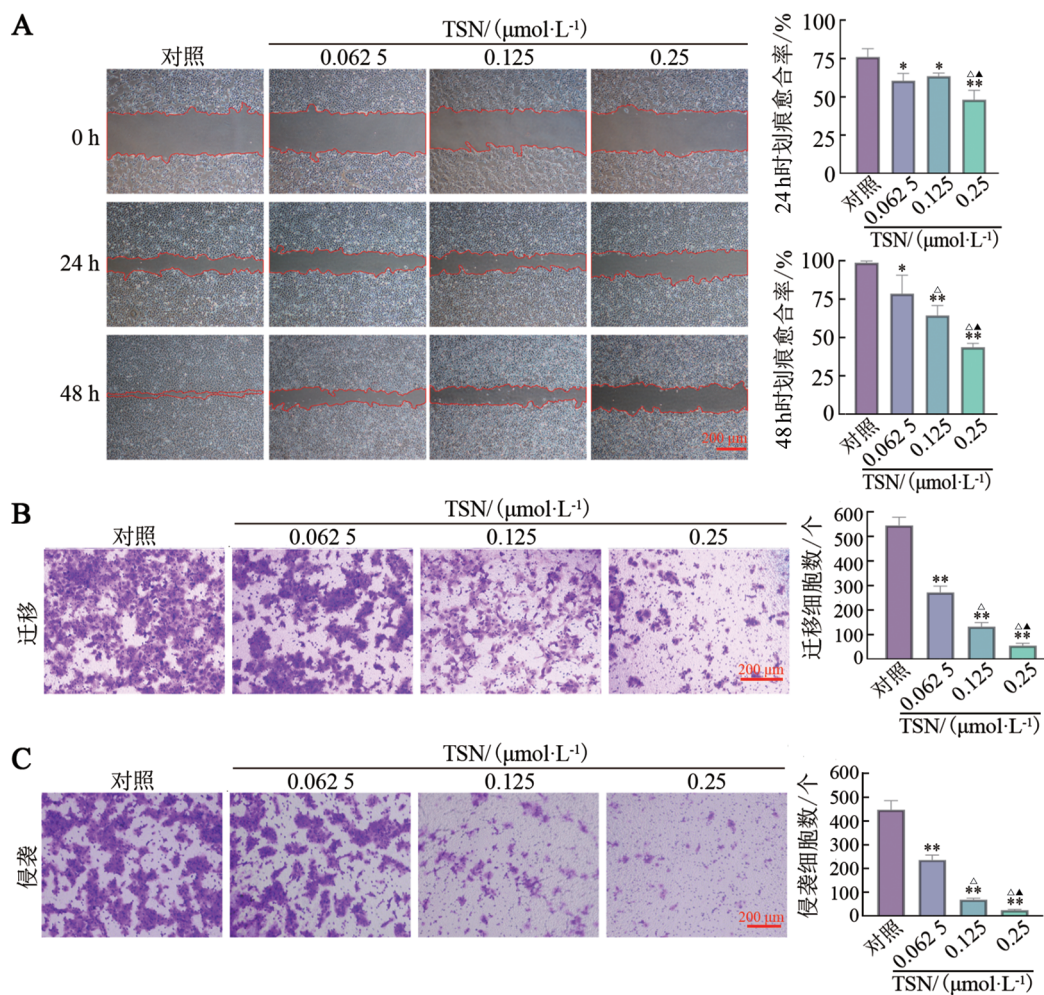 A
TSN/(μmol·L⁻¹)
对照
0.062 5
0.125
0.25
0 h
24 h
48 h
200 μm
24 h时划痕愈合率/%
100
75
50
25
0
*
*
△▲
**
对照
0.062 5
0.125
0.25
TSN/(μmol·L⁻¹)
48 h时划痕愈合率/%
100
75
50
25
0
*
△
**
△▲
**
对照
0.062 5
0.125
0.25
TSN/(μmol·L⁻¹)
B
TSN/(μmol·L⁻¹)
对照
0.062 5
0.125
0.25
迁移
200 μm
迁移细胞数/个
600
500
400
300
200
100
0
**
△
**
△▲
**
对照
0.062 5
0.125
0.25
TSN/(μmol·L⁻¹)
C
TSN/(μmol·L⁻¹)
对照
0.062 5
0.125
0.25
侵袭
200 μm
侵袭细胞数/个
600
500
400
300
200
100
0
**
△
**
△▲
**
对照
0.062 5
0.125
0.25
TSN/(μmol·L⁻¹)